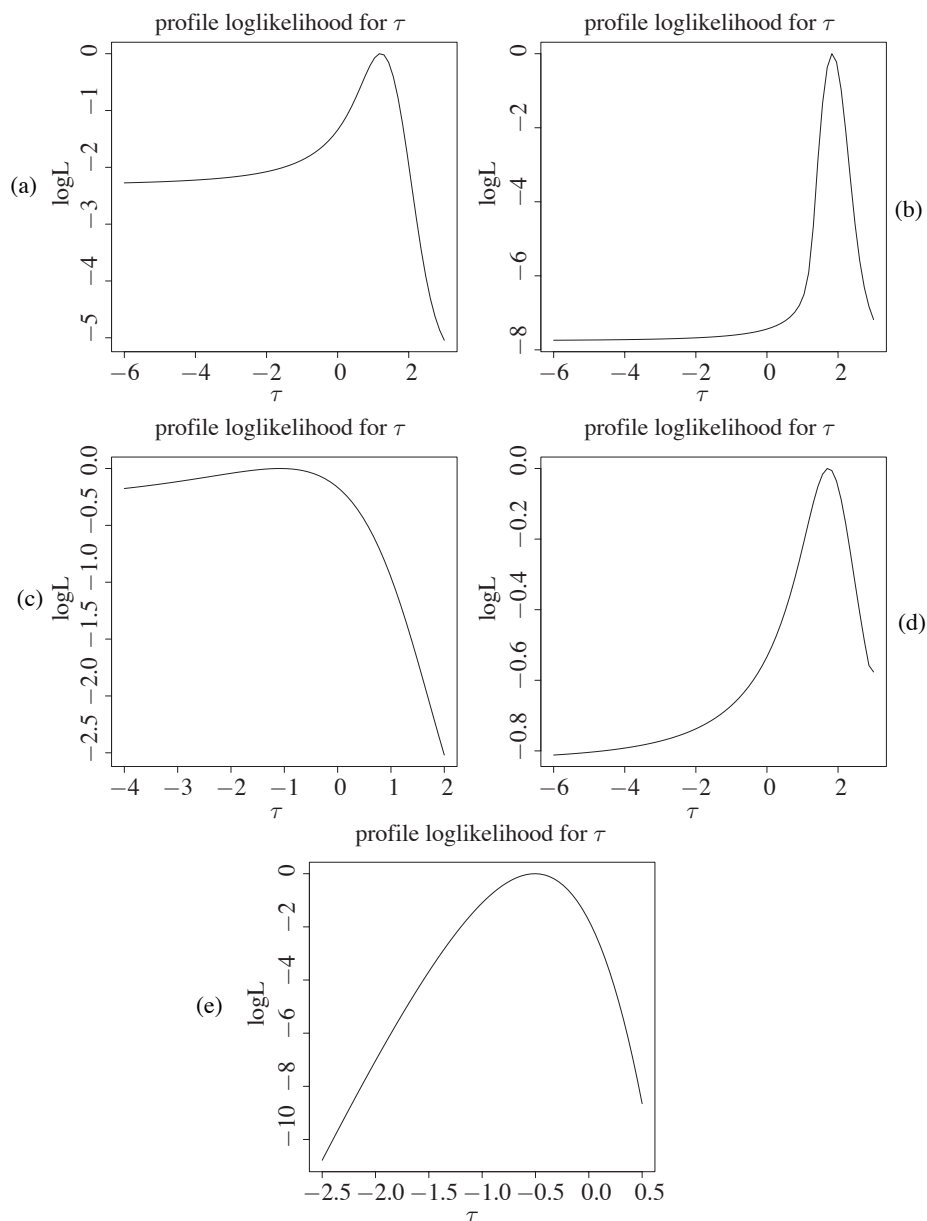 profile loglikelihood for τ
(a)
logL
0
−1
−2
−3
−4
−5
−6 −4 −2 0 2
τ
profile loglikelihood for τ
(b)
logL
0
−2
−4
−6
−8
−6 −4 −2 0 2
τ
profile loglikelihood for τ
(c)
logL
0.0
−0.5
−1.0
−1.5
−2.0
−2.5
−4 −3 −2 −1 0 1 2
τ
profile loglikelihood for τ
(d)
logL
0.0
−0.2
−0.4
−0.6
−0.8
−6 −4 −2 0 2
τ
profile loglikelihood for τ
(e)
logL
0
−2
−4
−6
−8
−10
−2.5 −2.0 −1.5 −1.0 −0.5 0.0 0.5
τ